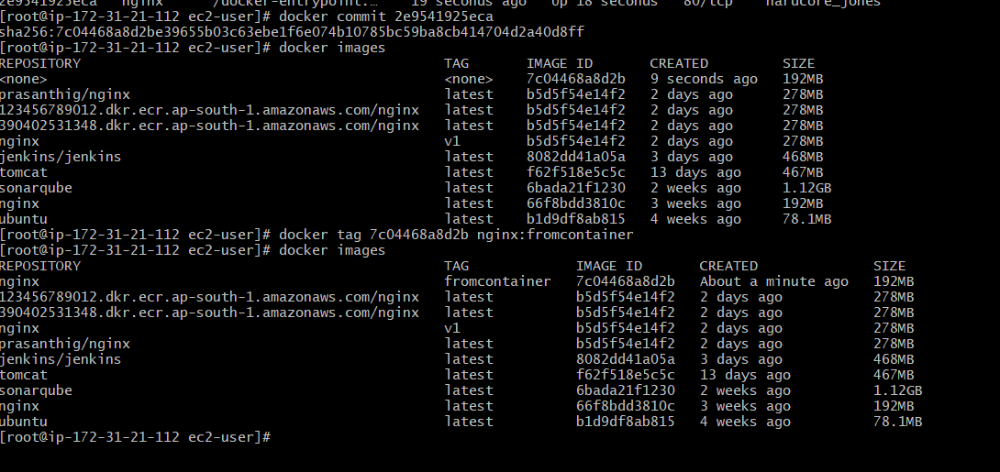 2e9541925eca nginx "/docker-entrypoint.… 19 seconds ago Up 18 seconds 80/tcp hardcore_jones
[root@ip-172-31-21-112 ec2-user]# docker commit 2e9541925eca
sha256:7c04468a8d2be39655b03c63ebe1f6e074b10785bc59ba8cb414704d2a40d8ff
[root@ip-172-31-21-112 ec2-user]# docker images
REPOSITORY TAG IMAGE ID CREATED SIZE
<none> <none> 7c04468a8d2b 9 seconds ago 192MB
prasanthig/nginx latest b5d5f54e14f2 2 days ago 278MB
123456789012.dkr.ecr.ap-south-1.amazonaws.com/nginx latest b5d5f54e14f2 2 days ago 278MB
390402531348.dkr.ecr.ap-south-1.amazonaws.com/nginx latest b5d5f54e14f2 2 days ago 278MB
nginx v1 b5d5f54e14f2 2 days ago 278MB
jenkins/jenkins latest 8082dd41a05a 3 days ago 468MB
tomcat latest f62f518e5c5c 13 days ago 467MB
sonarqube latest 6bada21f1230 2 weeks ago 1.12GB
nginx latest 66f8bdd3810c 3 weeks ago 192MB
ubuntu latest b1d9df8ab815 4 weeks ago 78.1MB
[root@ip-172-31-21-112 ec2-user]# docker tag 7c04468a8d2b nginx:fromcontainer
[root@ip-172-31-21-112 ec2-user]# docker images
REPOSITORY TAG IMAGE ID CREATED SIZE
nginx fromcontainer 7c04468a8d2b About a minute ago 192MB
123456789012.dkr.ecr.ap-south-1.amazonaws.com/nginx latest b5d5f54e14f2 2 days ago 278MB
390402531348.dkr.ecr.ap-south-1.amazonaws.com/nginx latest b5d5f54e14f2 2 days ago 278MB
nginx v1 b5d5f54e14f2 2 days ago 278MB
prasanthig/nginx latest b5d5f54e14f2 2 days ago 278MB
jenkins/jenkins latest 8082dd41a05a 3 days ago 468MB
tomcat latest f62f518e5c5c 13 days ago 467MB
sonarqube latest 6bada21f1230 2 weeks ago 1.12GB
nginx latest 66f8bdd3810c 3 weeks ago 192MB
ubuntu latest b1d9df8ab815 4 weeks ago 78.1MB
[root@ip-172-31-21-112 ec2-user]#